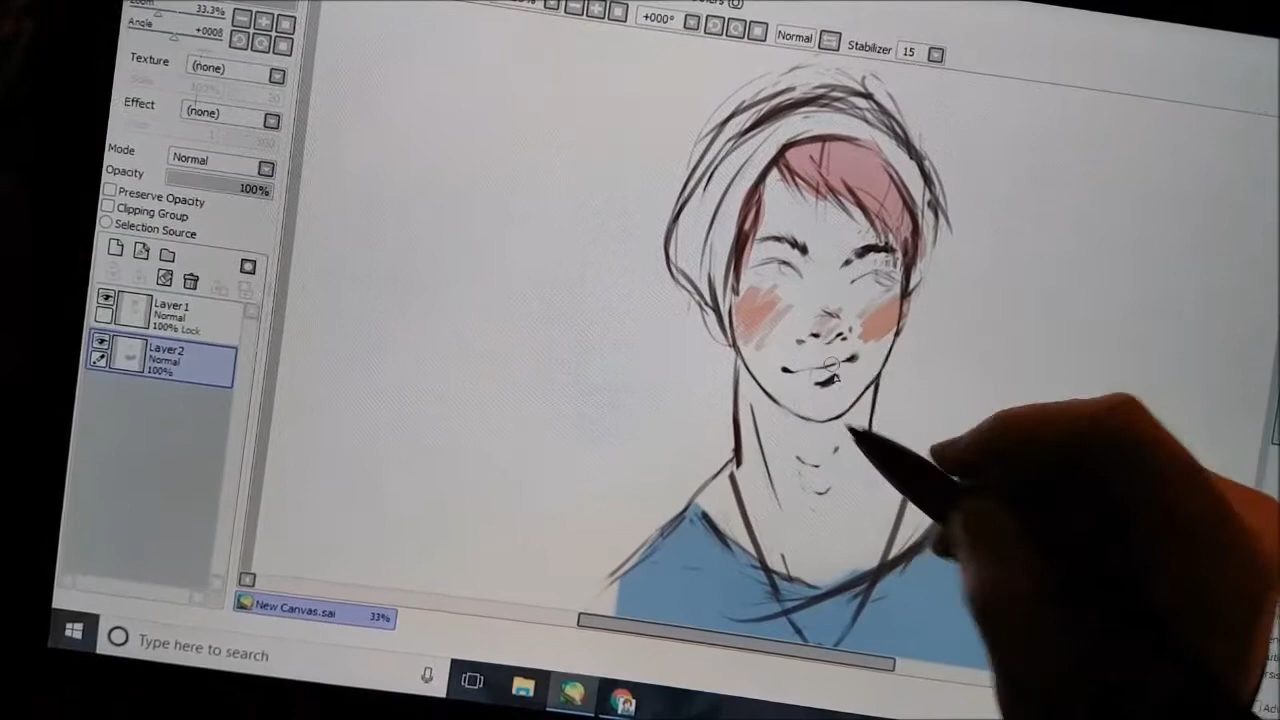 Zoom 33.3%
Angle +0008
Texture (none)
Effect (none)
Mode Normal
Opacity 100%
Preserve Opacity
Clipping Group
Selection Source
Layer1
Normal
100% Lock
Layer2
Normal
100%
+000° Normal Stabilizer 15
New Canvas.sai 33%
Type here to search